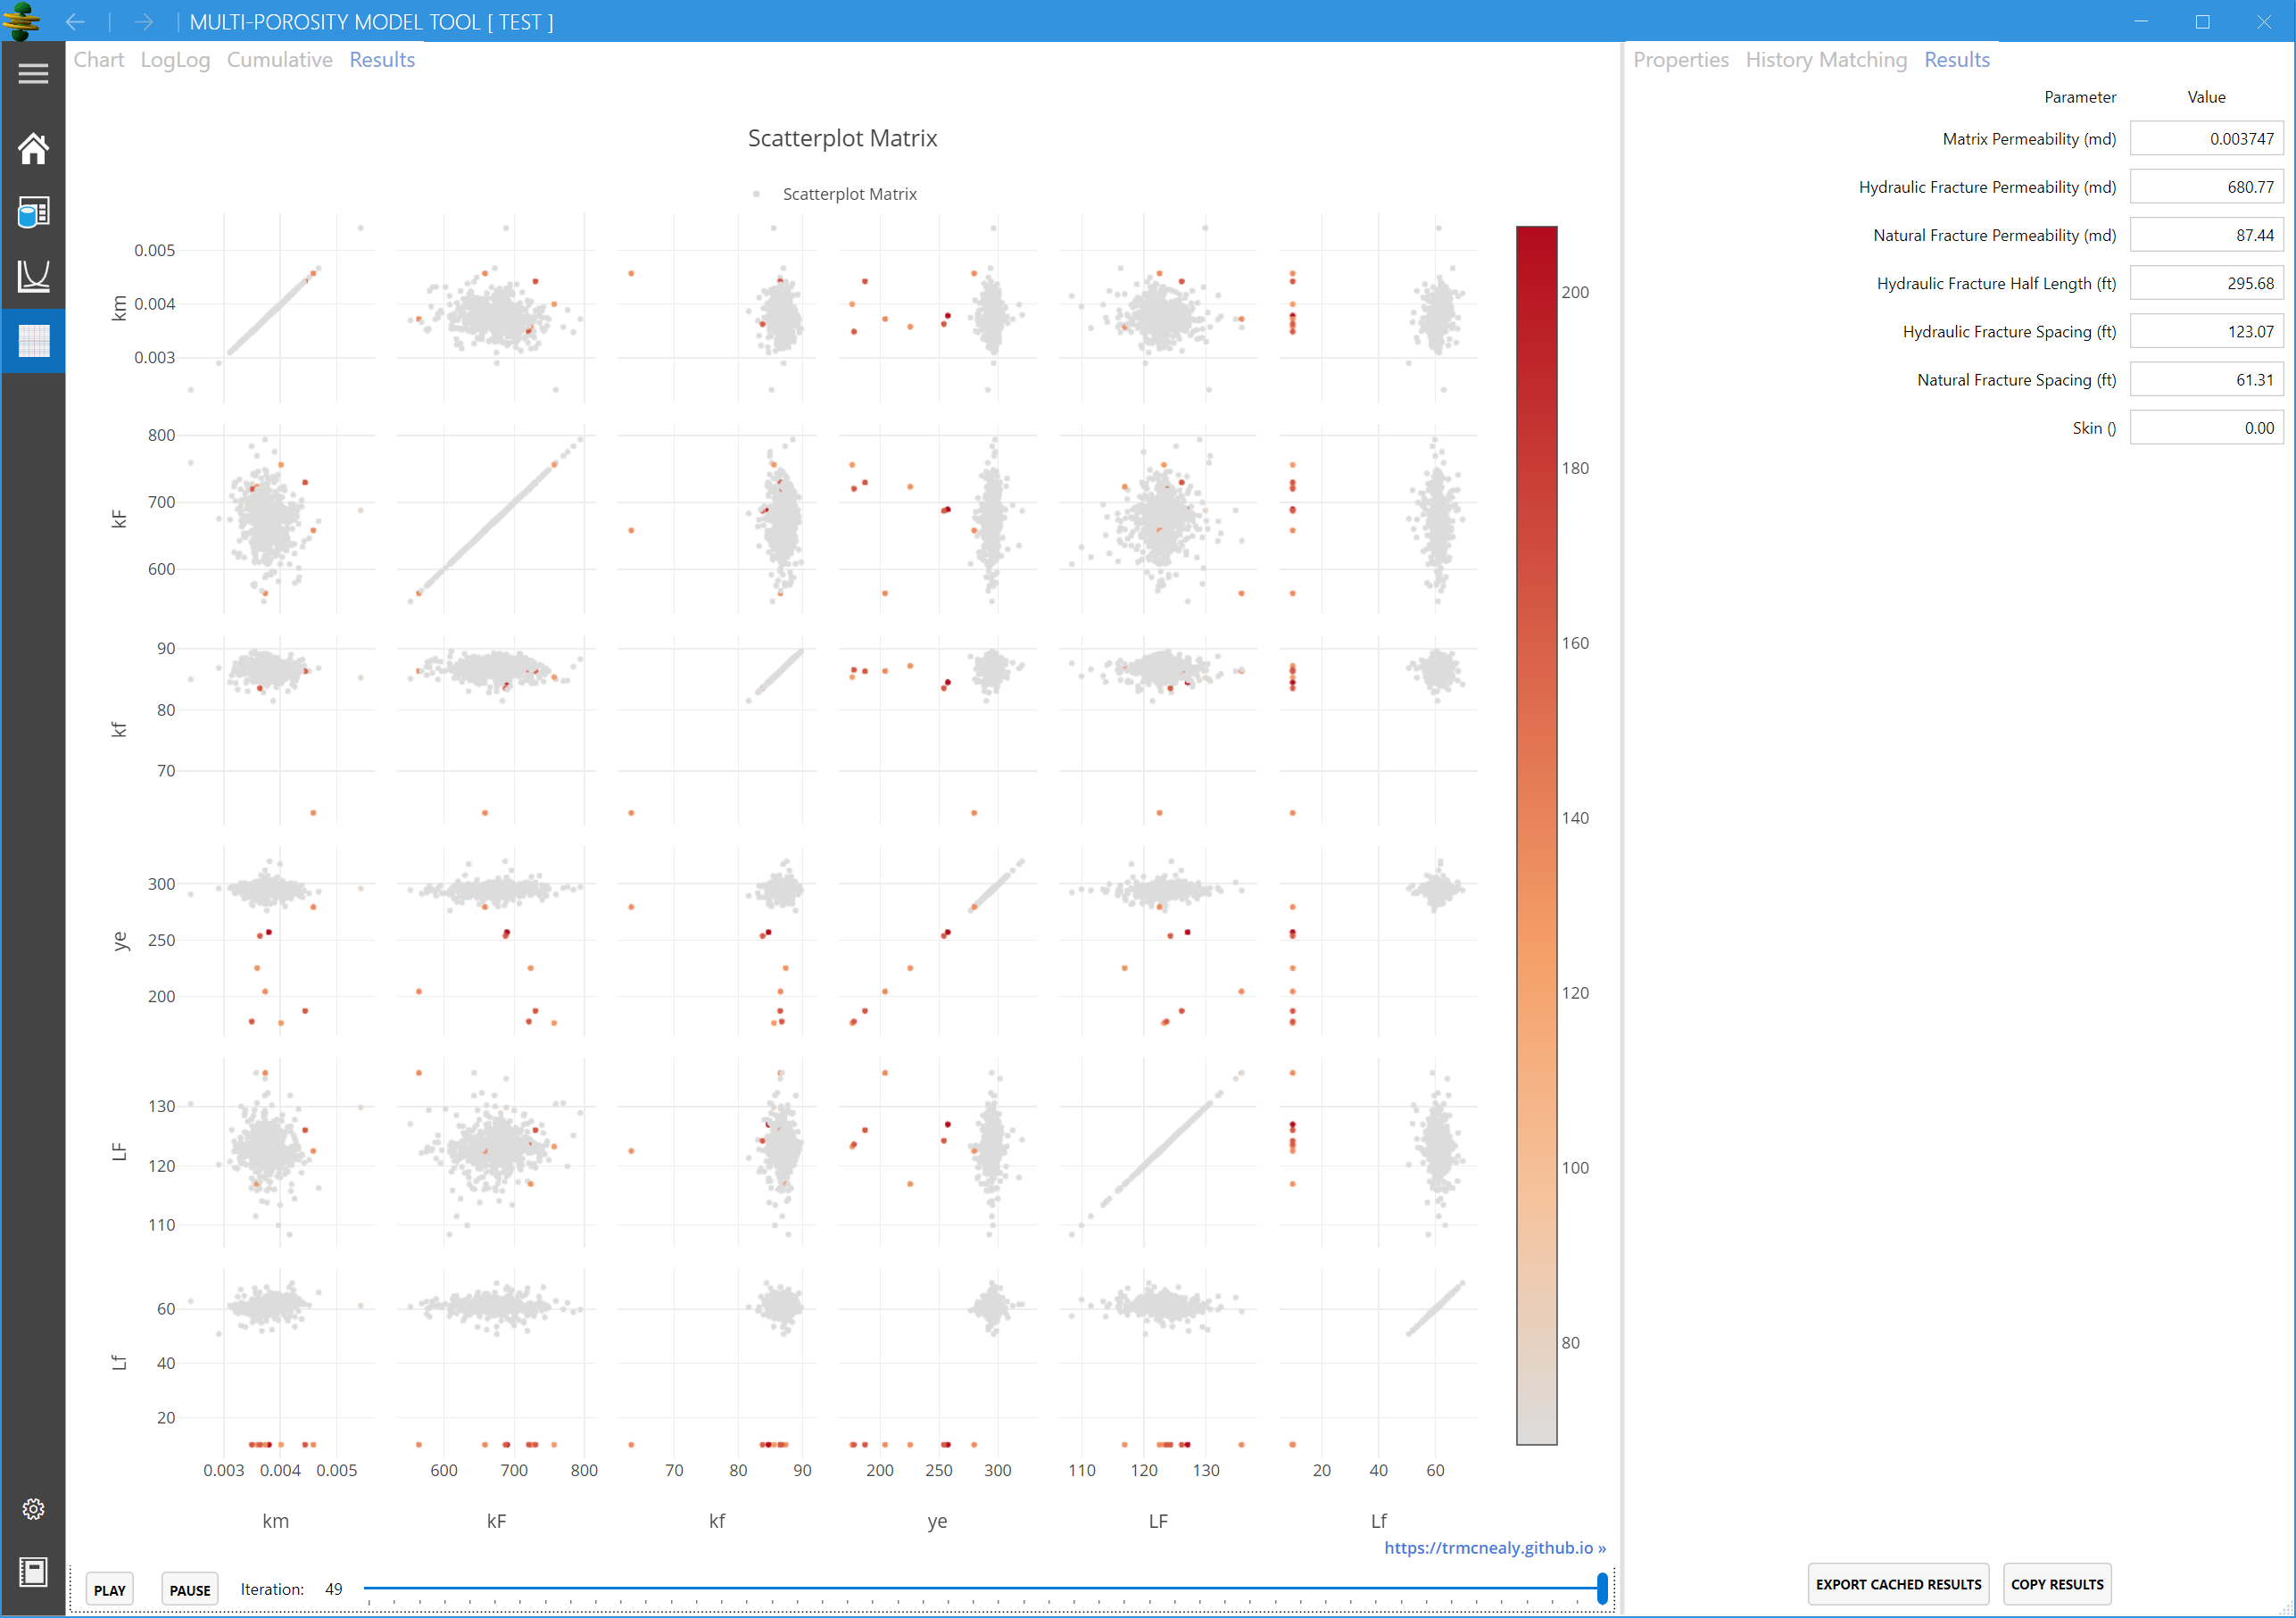 MULTI-POROSITY MODEL TOOL [ TEST ]
Chart LogLog Cumulative Results
Scatterplot Matrix
Scatterplot Matrix
0.005
0.004
0.003
km
800
700
600
kF
90
80
70
kf
300
250
200
ye
130
120
110
LF
60
40
20
Lf
0.003 0.004 0.005 600 700 800 70 80 90 200 250 300 110 120 130 20 40 60
km kF kf ye LF Lf
200
180
160
140
120
100
80
https://trmcnealy.github.io »
PLAY PAUSE Iteration: 49
Properties History Matching Results
Parameter Value
Matrix Permeability (md) 0.003747
Hydraulic Fracture Permeability (md) 680.77
Natural Fracture Permeability (md) 87.44
Hydraulic Fracture Half Length (ft) 295.68
Hydraulic Fracture Spacing (ft) 123.07
Natural Fracture Spacing (ft) 61.31
Skin () 0.00
EXPORT CACHED RESULTS COPY RESULTS